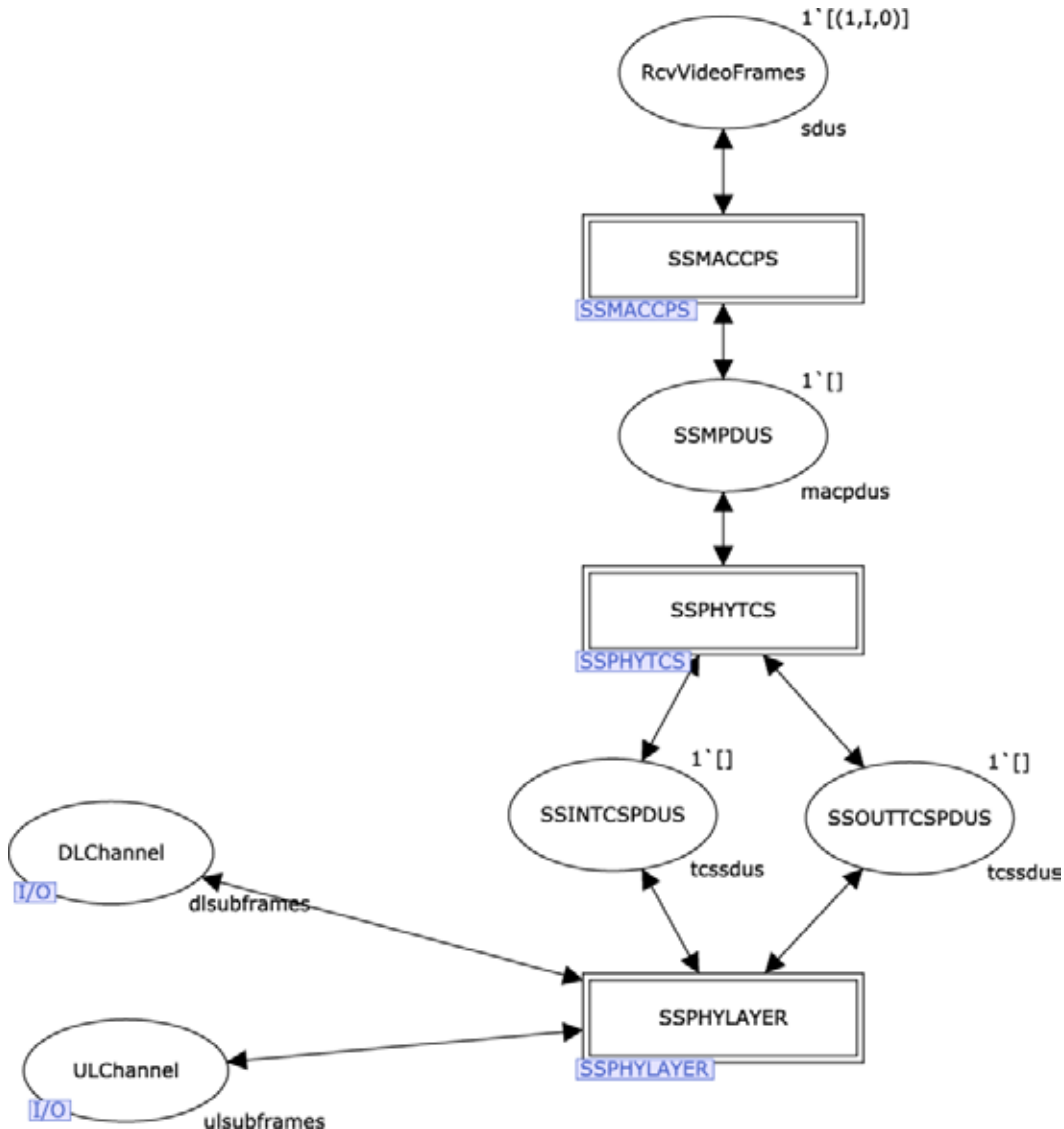 1`[(1,I,0)]
RcvVideoFrames
sdus
SSMACCPS
SSMACCPS
1`[]
SSMPDUS
macpdus
SSPHYTCS
SSPHYTCS
1`[]
1`[]
SSINTCSPDUS
SSOUTTCSPDUS
tcssdus
tcssdus
DLChannel
I/O
dlsubframes
SSPHYLAYER
SSPHYLAYER
ULChannel
I/O
ulsubframes